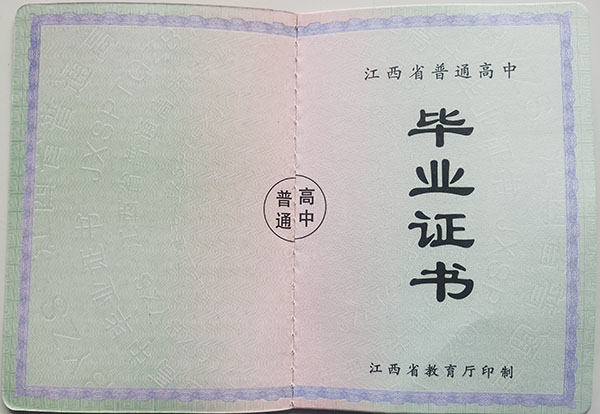 江西省普通高中
毕业证书
普通
高中
江西省教育厅印制